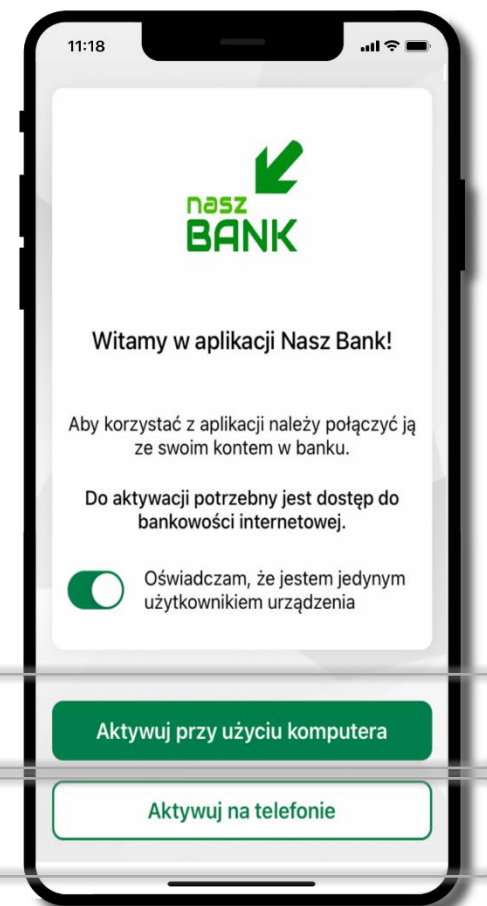 11:18
nasz
BANK
Witamy w aplikacji Nasz Bank!
Aby korzystać z aplikacji należy połączyć ją
ze swoim kontem w banku.
Do aktywacji potrzebny jest dostęp do
bankowości internetowej.
Oświadczam, że jestem jedynym
użytkownikiem urządzenia
Aktywuj przy użyciu komputera
Aktywuj na telefonie